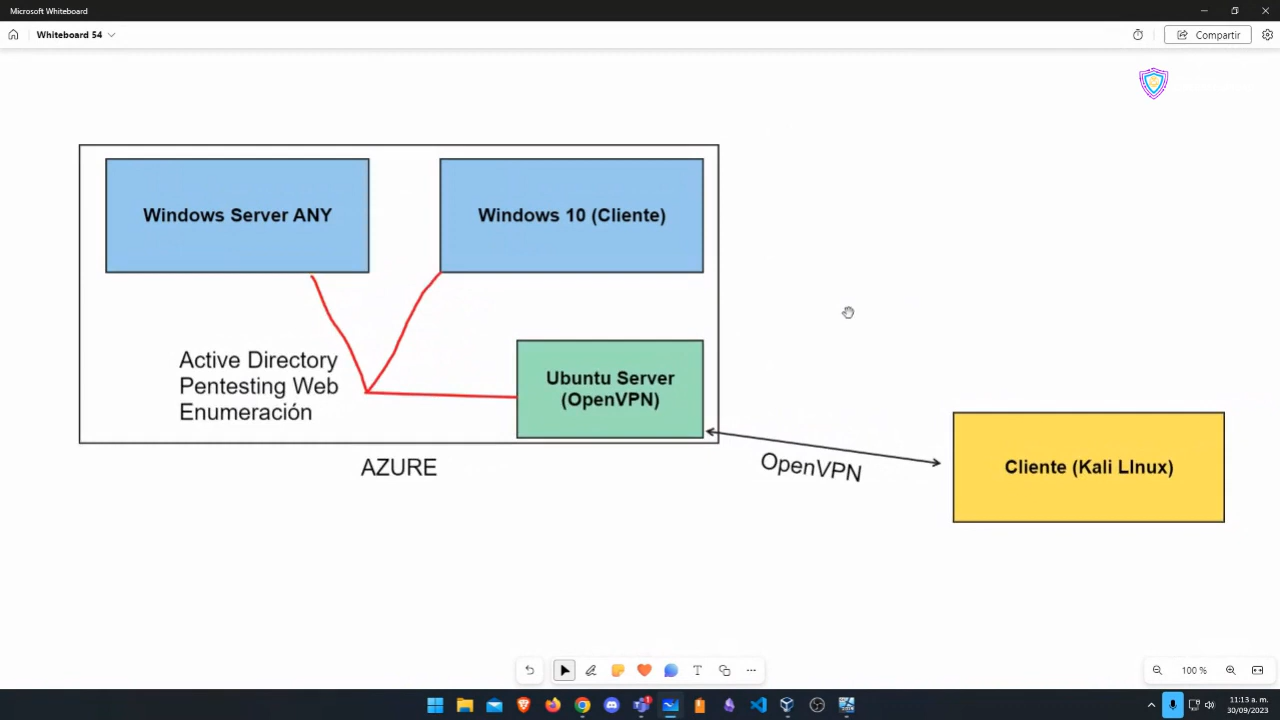 Microsoft Whiteboard
Whiteboard 54
Compartir
Windows Server ANY
Windows 10 (Cliente)
Active Directory
Pentesting Web
Enumeración
Ubuntu Server
(OpenVPN)
AZURE
OpenVPN
Cliente (Kali LInux)
100 %
11:13 a. m.
30/09/2023